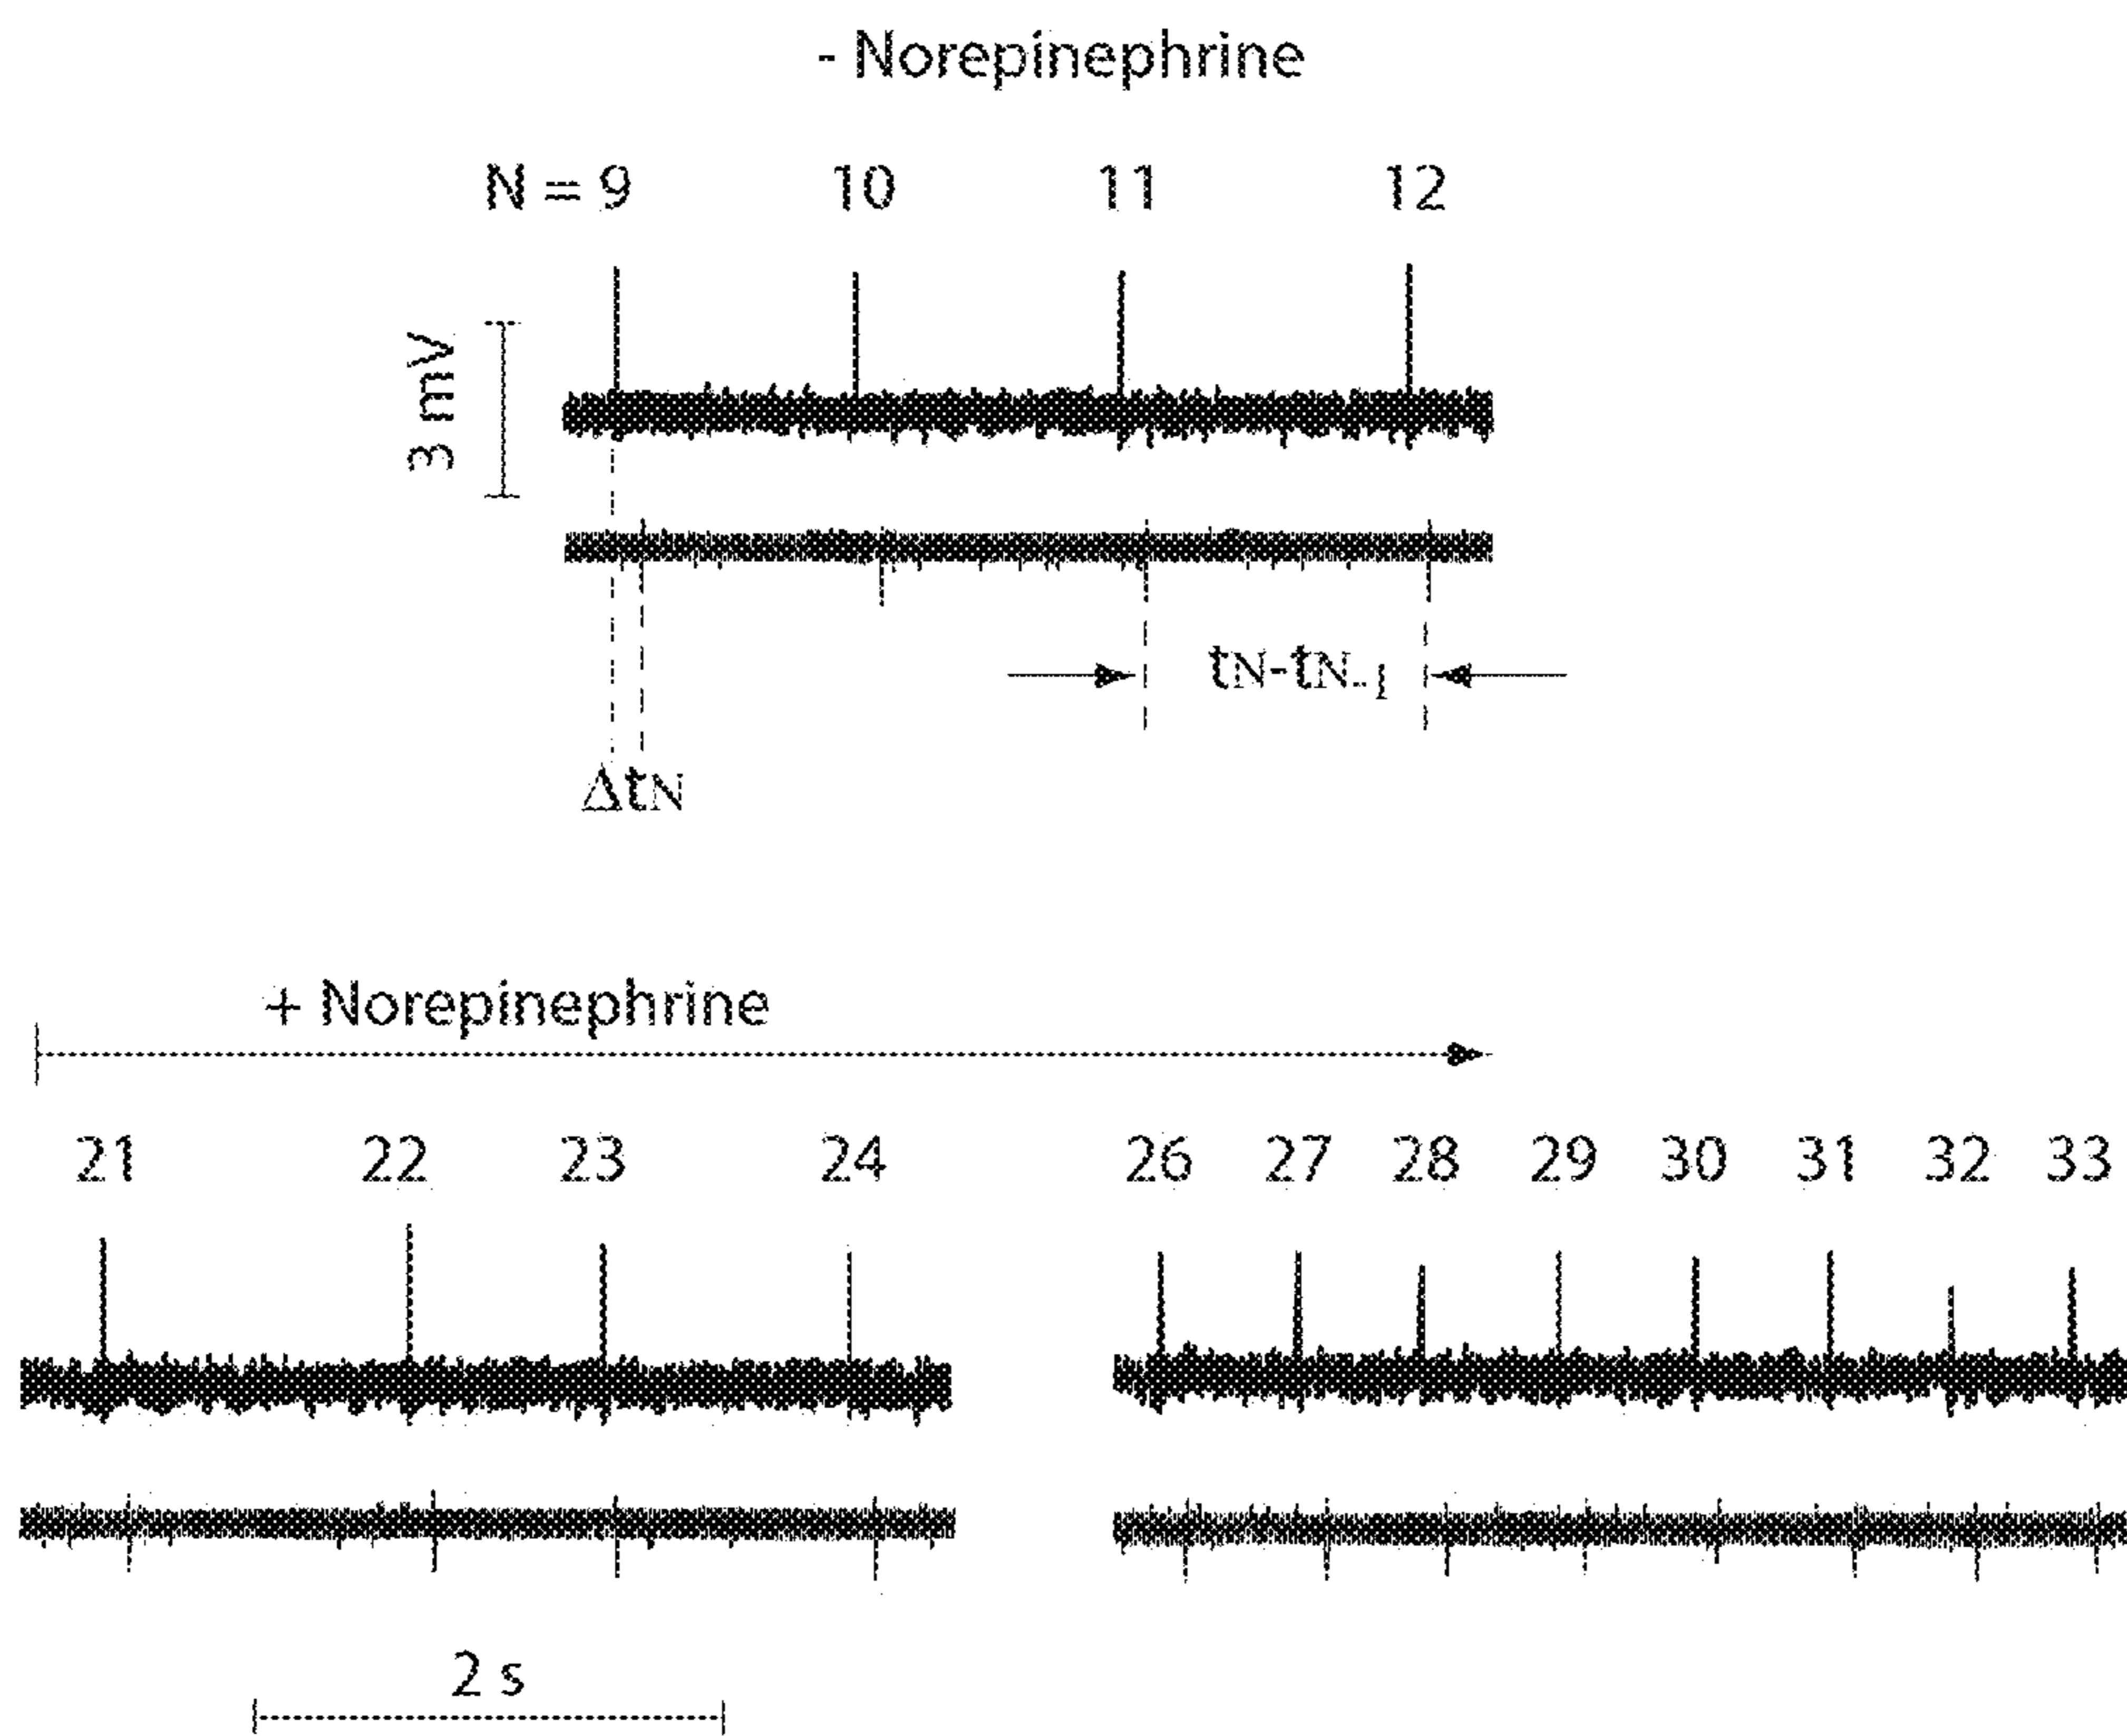 - Norepinephrine
N = 9 10 11 12
3 mV
tN-tN-1
ΔtN
+ Norepinephrine
21 22 23 24 26 27 28 29 30 31 32 33
2 s